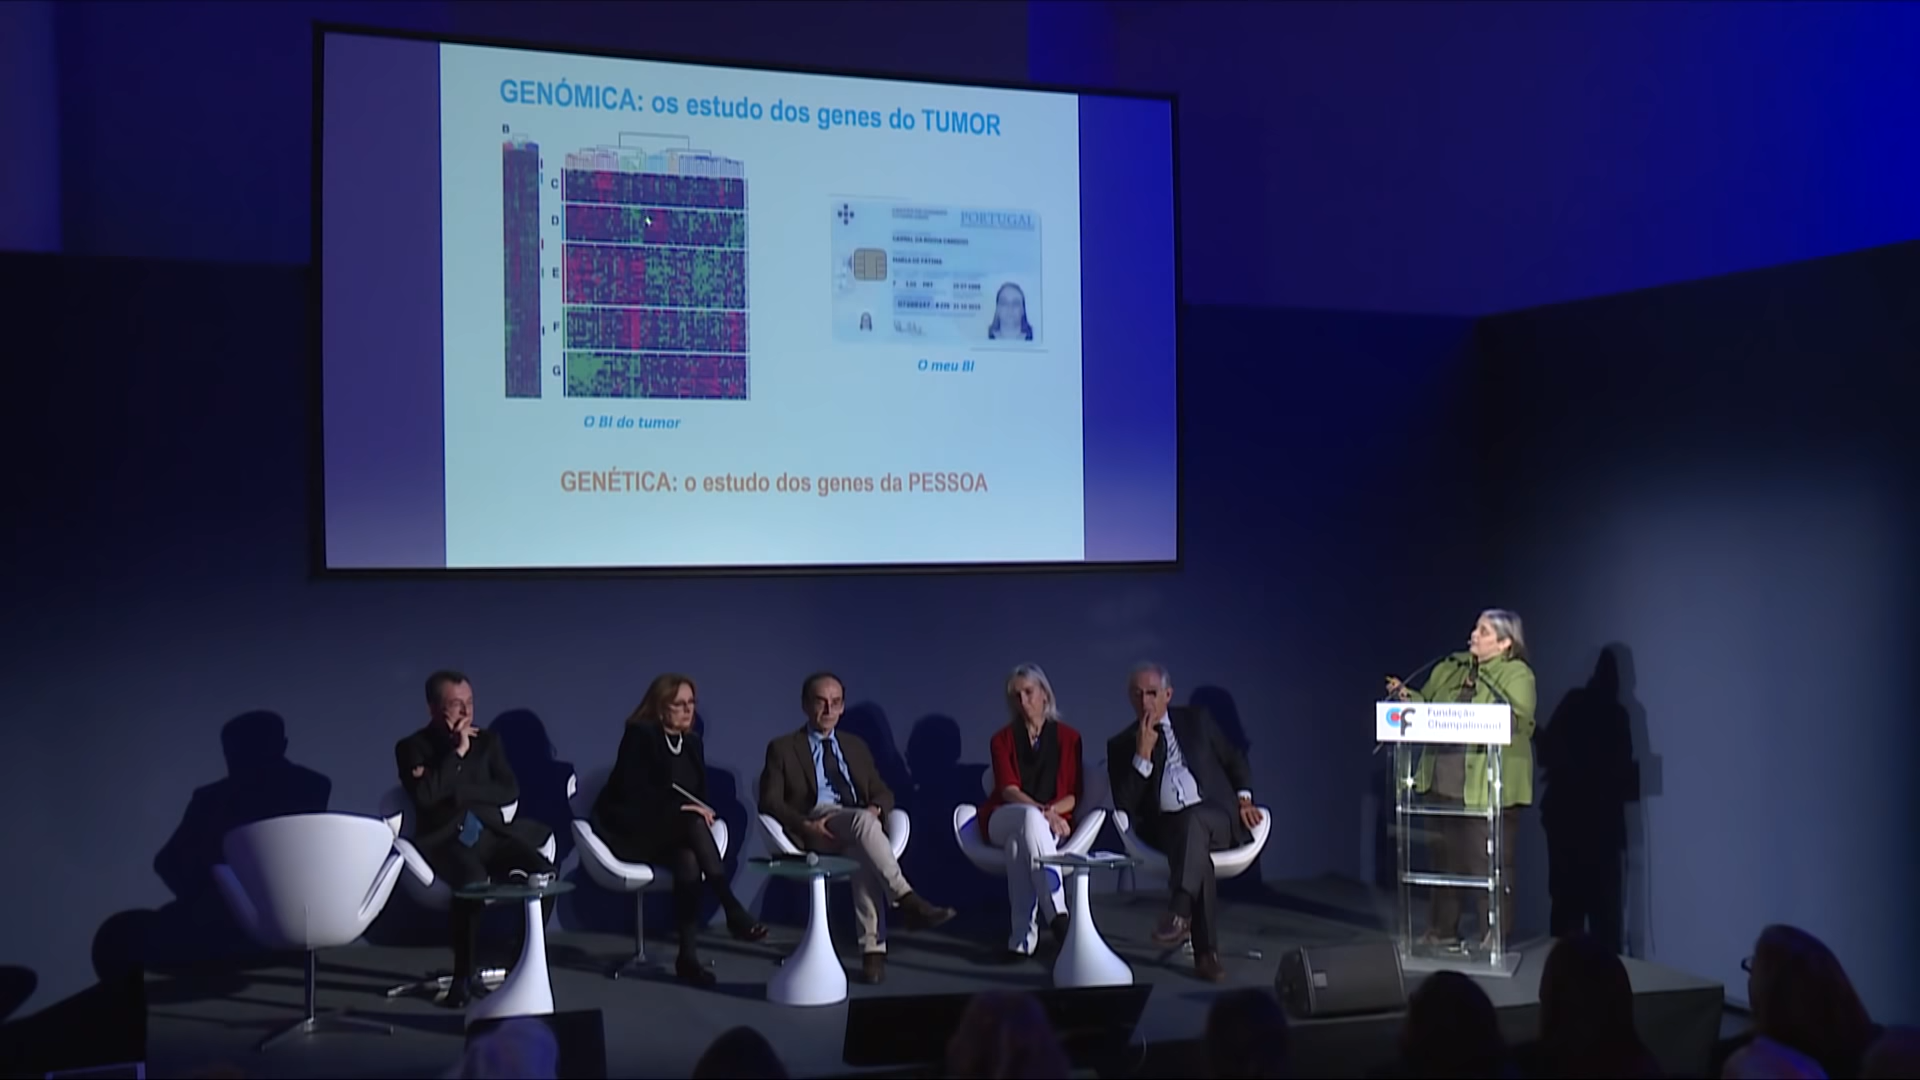 GENÓMICA: os estudo dos genes do TUMOR
B
C
D
E
F
G
PORTUGAL
O meu BI
O BI do tumor
GENÉTICA: o estudo dos genes da PESSOA
CF
Fundação
Champalimaud